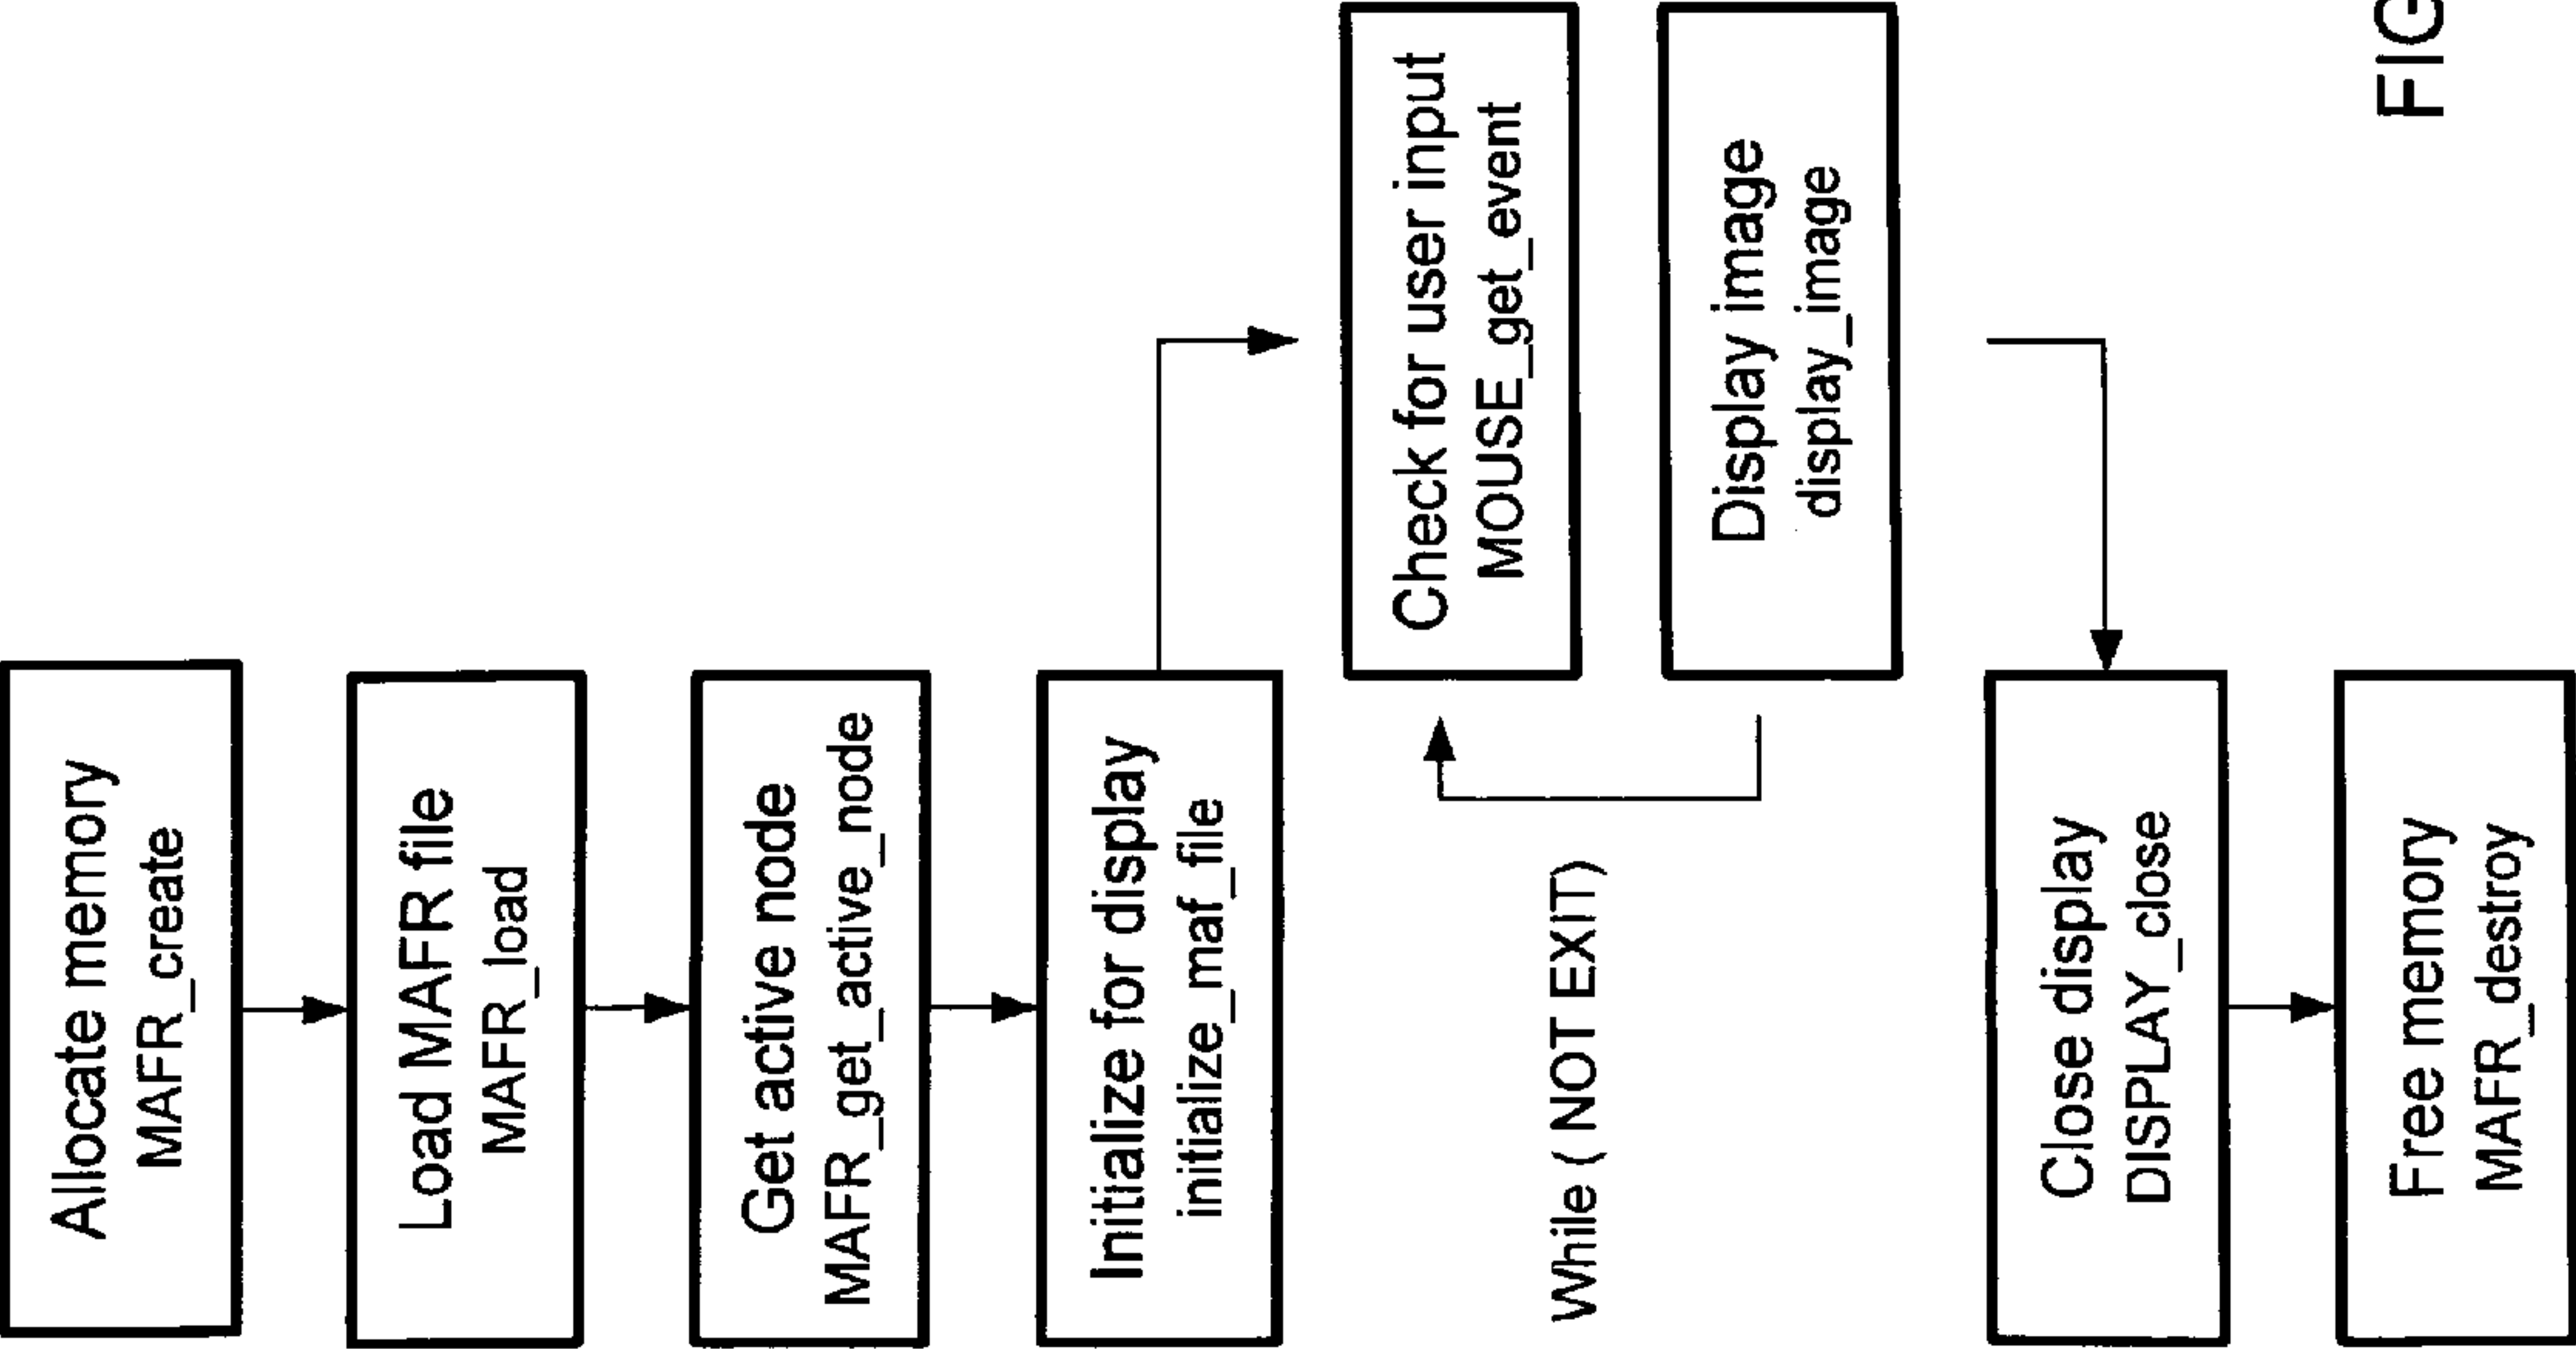 Allocate memory
MAFR_create
Load MAFR file
MAFR_load
Get active node
MAFR_get_active_node
Initialize for display
initialize_maf_file
While ( NOT EXIT)
Check for user input
MOUSE_get_event
Display image
display_image
Close display
DISPLAY_close
Free memory
MAFR_destroy
FIG